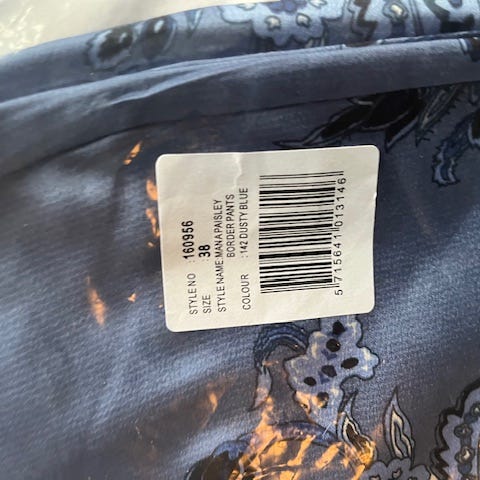 STYLE NO : 160956
SIZE 38
STYLE NAME: MANA PAISLEY
BORDER PANTS
COLOUR : 142 DUSTY BLUE
5 715641 013146